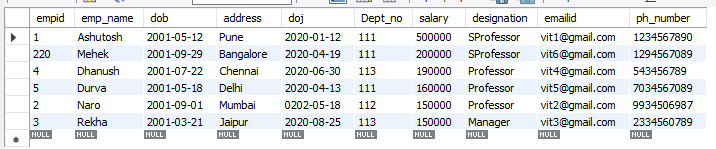 empid emp_name dob address doj Dept_no salary designation emailid ph_number
1 Ashutosh 2001-05-12 Pune 2020-01-12 111 500000 SProfessor vit1@gmail.com 1234567890
220 Mehek 2001-09-29 Bangalore 2020-04-19 111 200000 SProfessor vit6@gmail.com 1294567890
4 Dhanush 2001-07-22 Chennai 2020-06-30 113 190000 Professor vit4@gmail.com 543456789
5 Durva 2001-05-18 Delhi 2020-04-13 111 160000 Professor vit5@gmail.com 7034567089
2 Naro 2001-09-01 Mumbai 0202-05-18 112 150000 Professor vit2@gmail.com 9934506987
3 Rekha 2001-03-21 Jaipur 2020-08-25 113 150000 Manager vit3@gmail.com 2334560789
NULL NULL NULL NULL NULL NULL NULL NULL NULL NULL